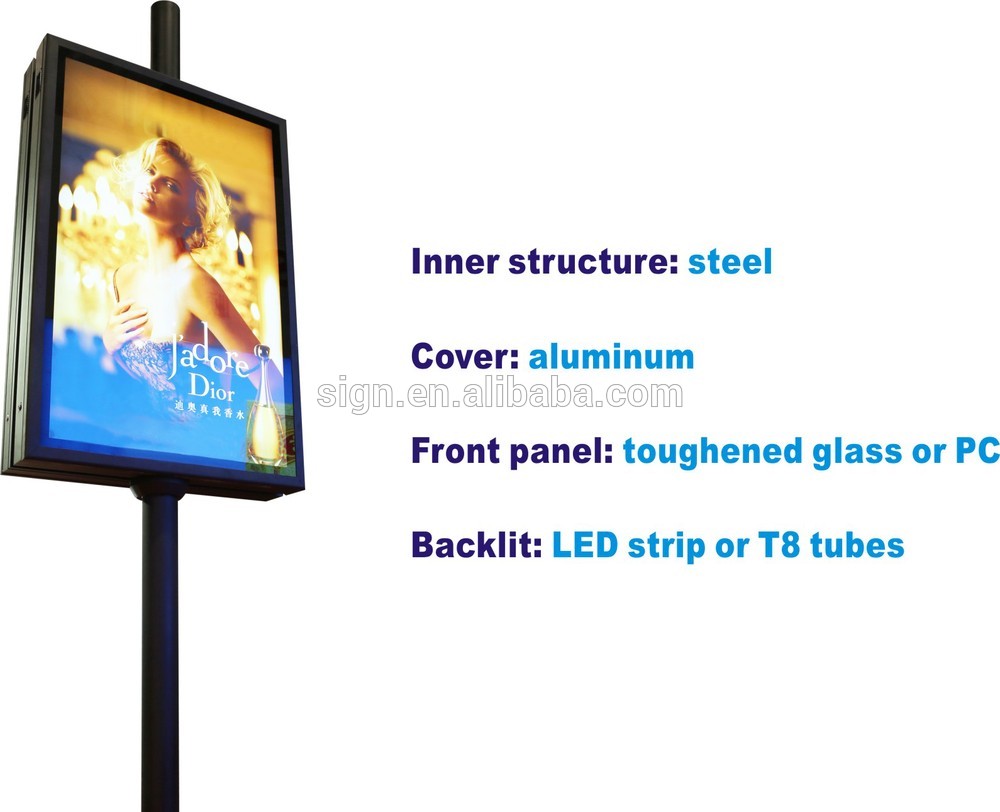 J'adore
Dior
迪奥真我香水
Inner structure: steel
Cover: aluminum
sign.en.alibaba.com
Front panel: toughened glass or PC
Backlit: LED strip or T8 tubes